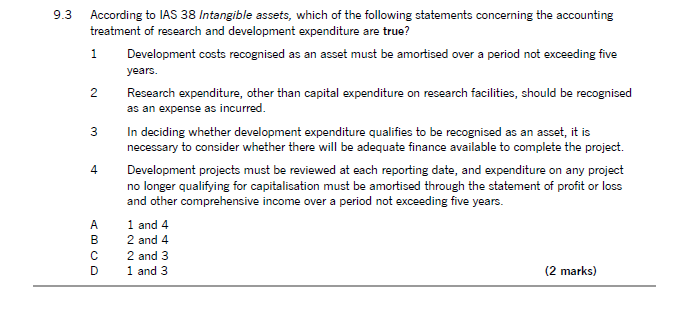 9.3 According to IAS 38 Intangible assets, which of the following statements concerning the accounting
treatment of research and development expenditure are true?
1 Development costs recognised as an asset must be amortised over a period not exceeding five
years.
2 Research expenditure, other than capital expenditure on research facilities, should be recognised
as an expense as incurred.
3 In deciding whether development expenditure qualifies to be recognised as an asset, it is
necessary to consider whether there will be adequate finance available to complete the project.
4 Development projects must be reviewed at each reporting date, and expenditure on any project
no longer qualifying for capitalisation must be amortised through the statement of profit or loss
and other comprehensive income over a period not exceeding five years.
A 1 and 4
B 2 and 4
C 2 and 3
D 1 and 3 (2 marks)